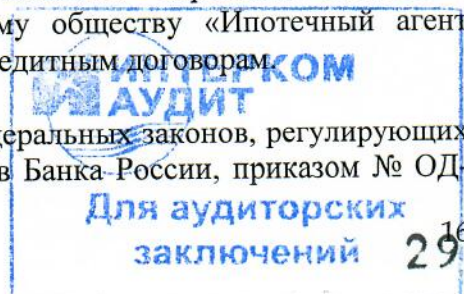 му обществу «Ипотечный агент
едитным договорам.
ИНТЕРКОМ
АУДИТ
деральных законов, регулирующих
в Банка России, приказом № ОД-
Для аудиторских
заключений 29
16